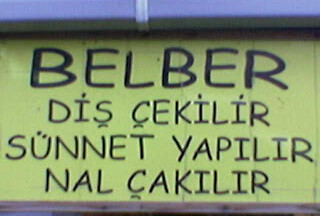 BELBER
DİŞ ÇEKİLİR
SÜNNET YAPILIR
NAL ÇAKILIR